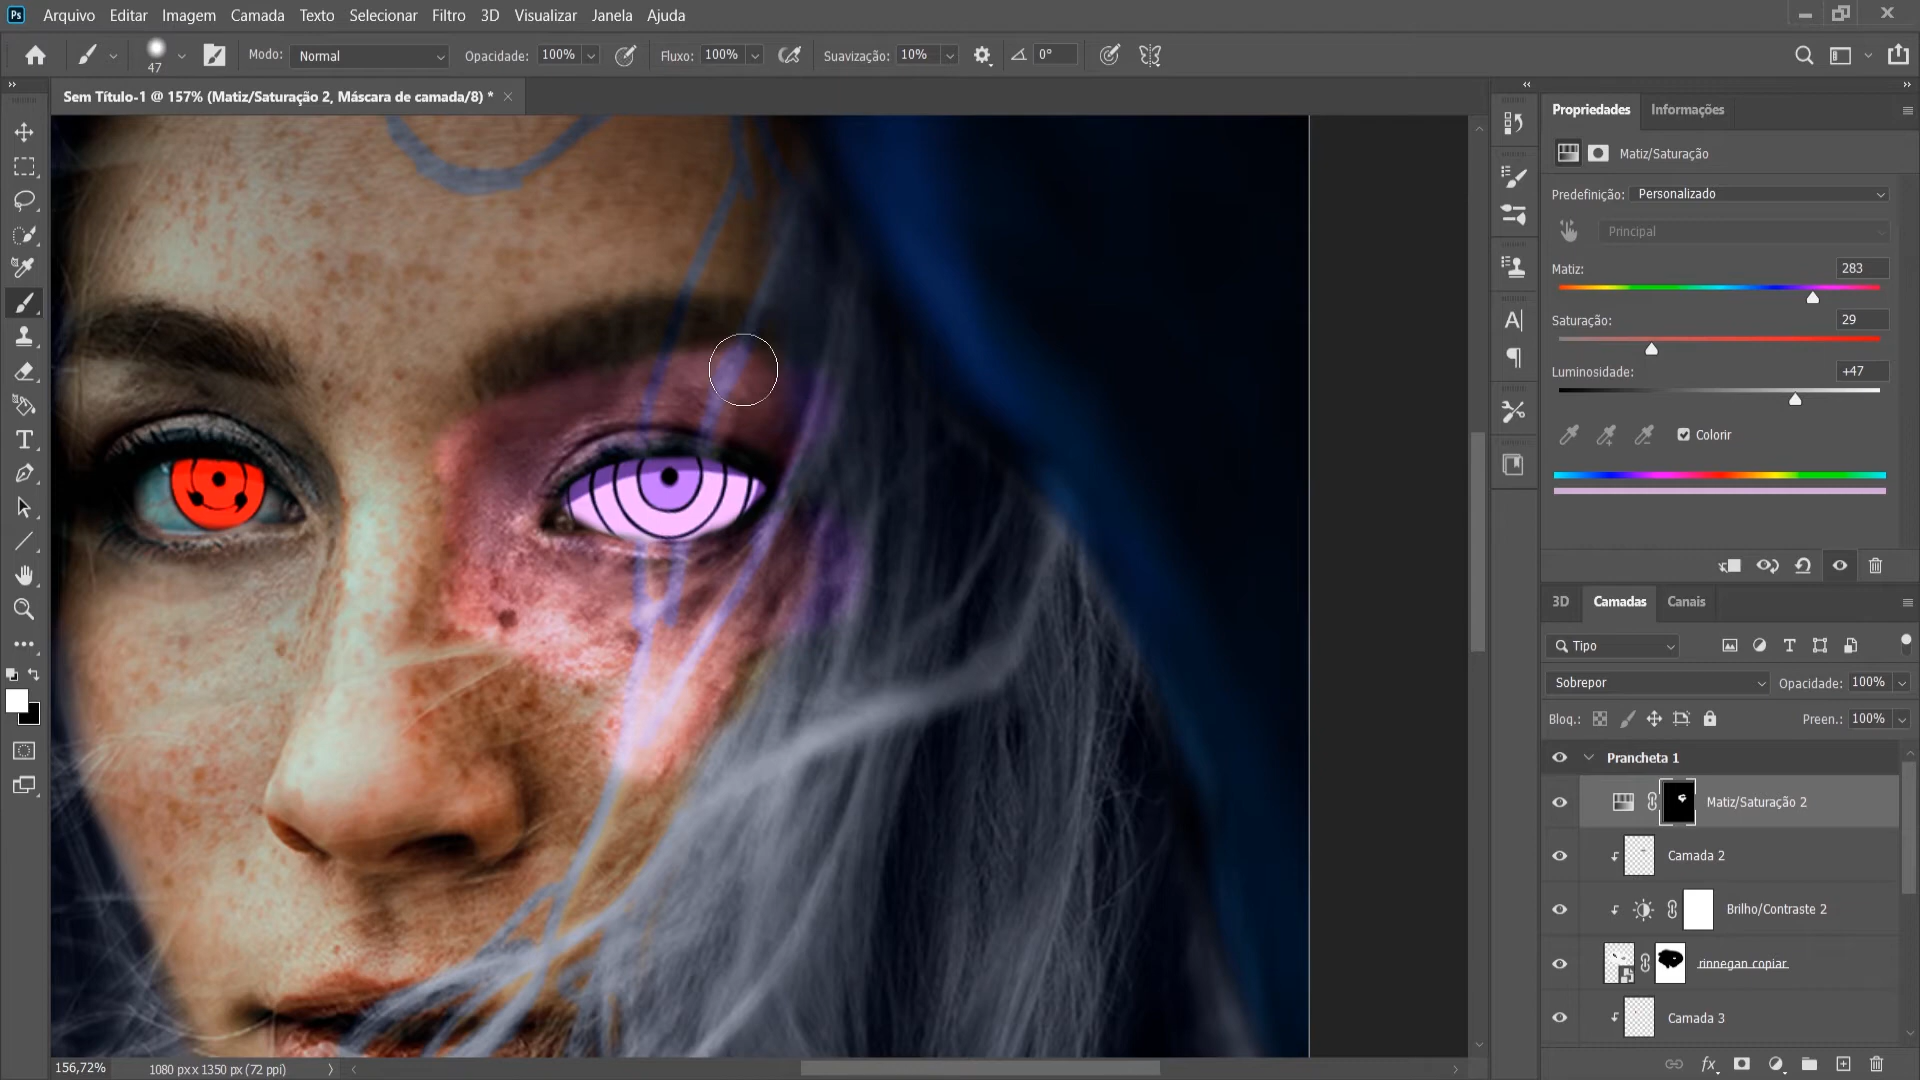 Ps Arquivo Editar Imagem Camada Texto Selecionar Filtro 3D Visualizar Janela Ajuda
47 Modo: Normal Opacidade: 100% Fluxo: 100% Suavização: 10% 0°
Sem Título-1 @ 157% (Matiz/Saturação 2, Máscara de camada/8) *
Propriedades Informações
Matiz/Saturação
Predefinição: Personalizado
Principal
Matiz: 283
Saturação: 29
Luminosidade: +47
Colorir
3D Camadas Canais
Tipo
Sobrepor Opacidade: 100%
Bloq.: Preen.: 100%
Prancheta 1
Matiz/Saturação 2
Camada 2
Brilho/Contraste 2
rinnegan copiar
Camada 3
156,72% 1080 px x 1350 px (72 ppi)